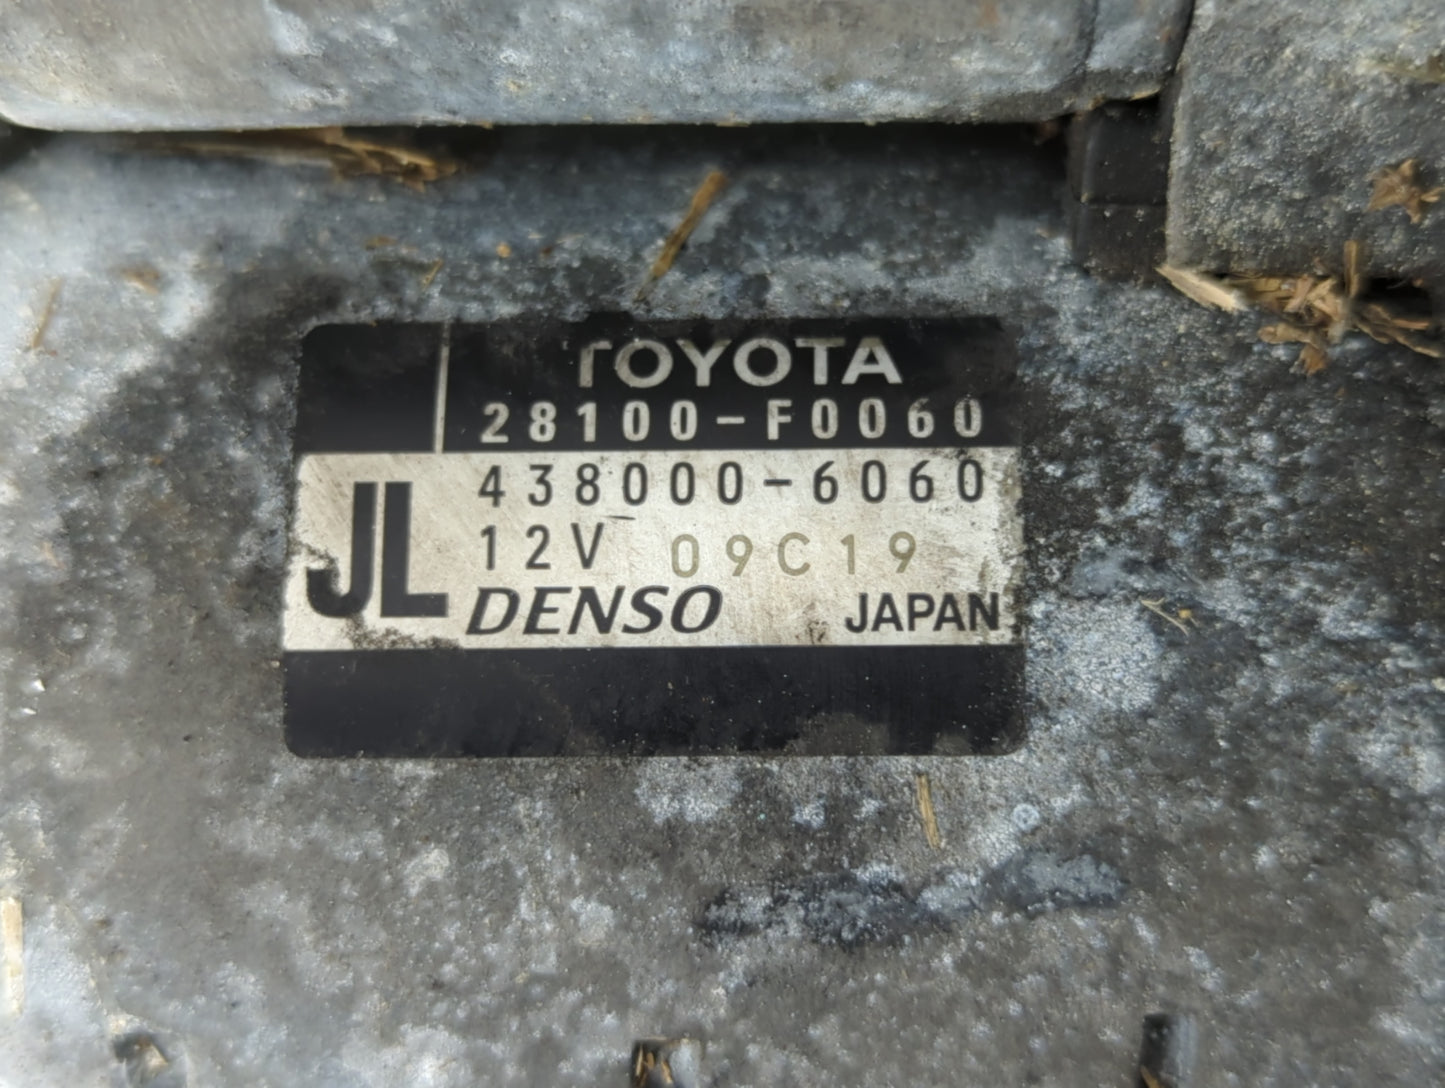 TOYOTA
28100-F0060
438000-6060
JL
12V 09C19
DENSO JAPAN